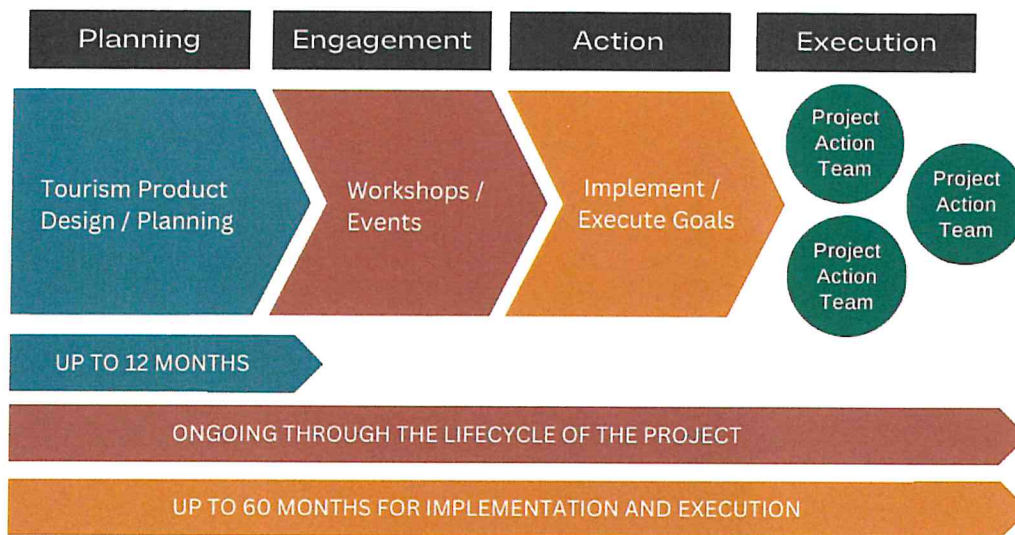 Planning
Engagement
Action
Execution
Tourism Product
Design / Planning
Workshops /
Events
Implement /
Execute Goals
Project
Action
Team
Project
Action
Team
Project
Action
Team
UP TO 12 MONTHS
ONGOING THROUGH THE LIFECYCLE OF THE PROJECT
UP TO 60 MONTHS FOR IMPLEMENTATION AND EXECUTION